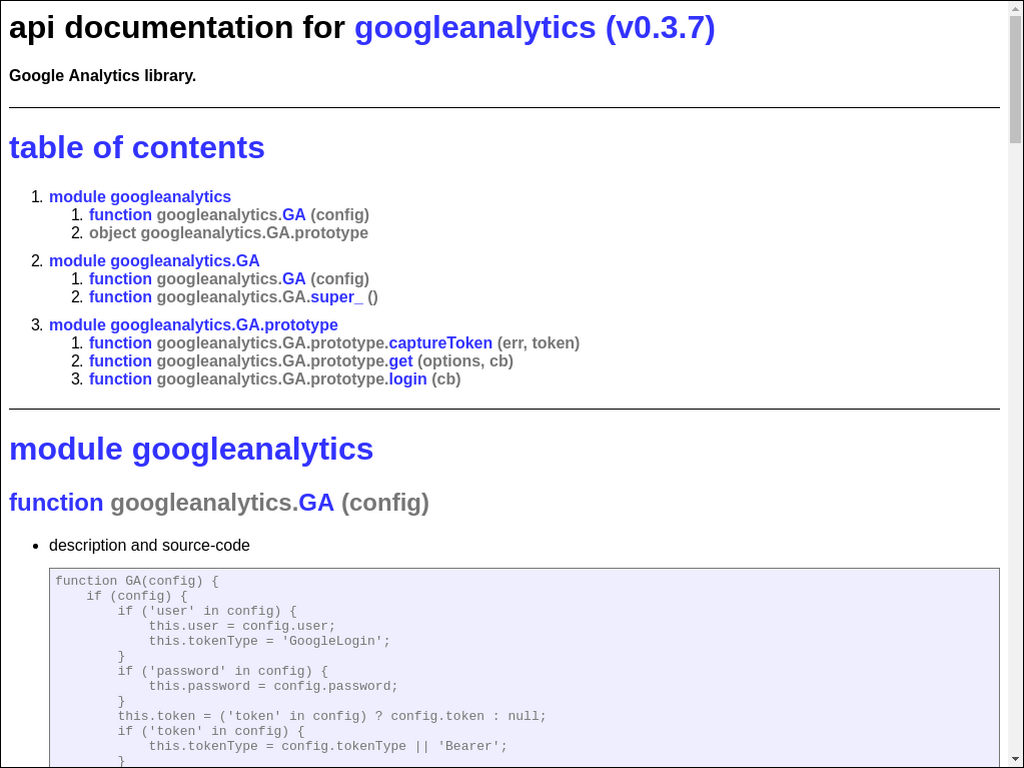 api documentation for googleanalytics (v0.3.7)
Google Analytics library.
table of contents
1. module googleanalytics
1. function googleanalytics.GA (config)
2. object googleanalytics.GA.prototype
2. module googleanalytics.GA
1. function googleanalytics.GA (config)
2. function googleanalytics.GA.super_ ()
3. module googleanalytics.GA.prototype
1. function googleanalytics.GA.prototype.captureToken (err, token)
2. function googleanalytics.GA.prototype.get (options, cb)
3. function googleanalytics.GA.prototype.login (cb)
module googleanalytics
function googleanalytics.GA (config)
• description and source-code
function GA(config) {
    if (config) {
        if ('user' in config) {
            this.user = config.user;
            this.tokenType = 'GoogleLogin';
        }
        if ('password' in config) {
            this.password = config.password;
        }
        this.token = ('token' in config) ? config.token : null;
        if ('token' in config) {
            this.tokenType = config.tokenType || 'Bearer';
        }